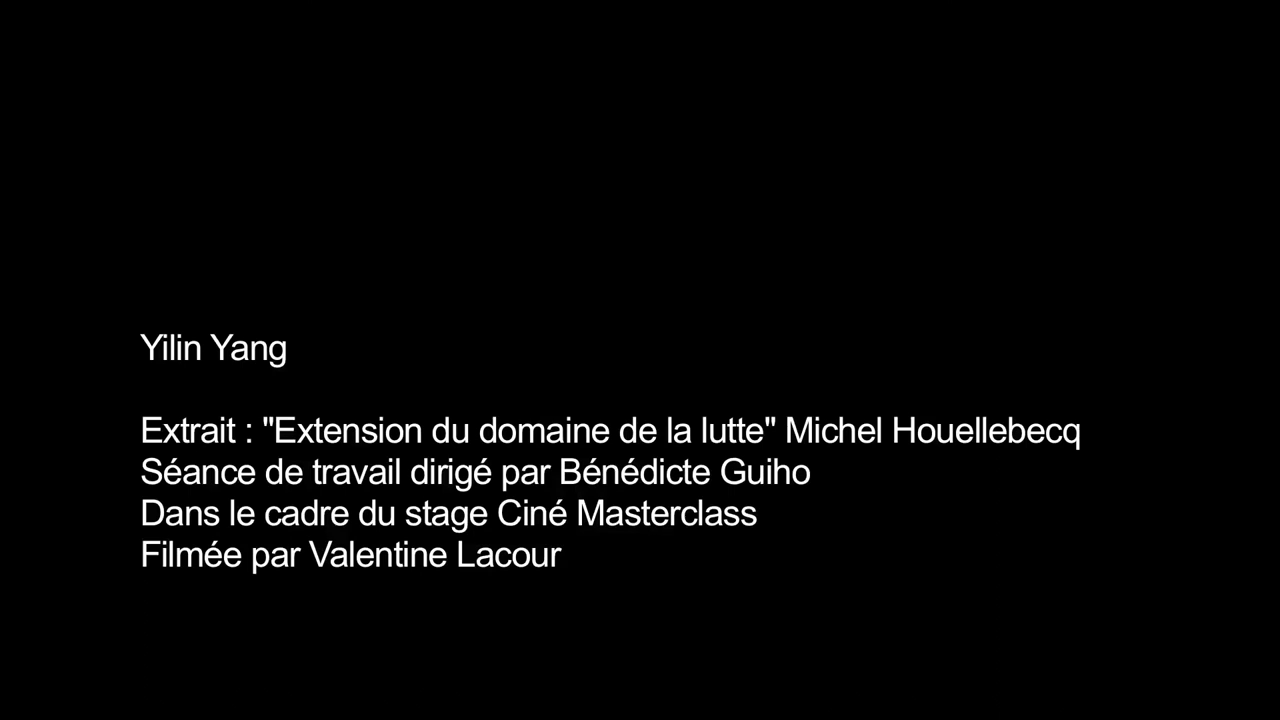 Yilin Yang
Extrait : "Extension du domaine de la lutte" Michel Houellebecq
Séance de travail dirigé par Bénédicte Guiho
Dans le cadre du stage Ciné Masterclass
Filmée par Valentine Lacour